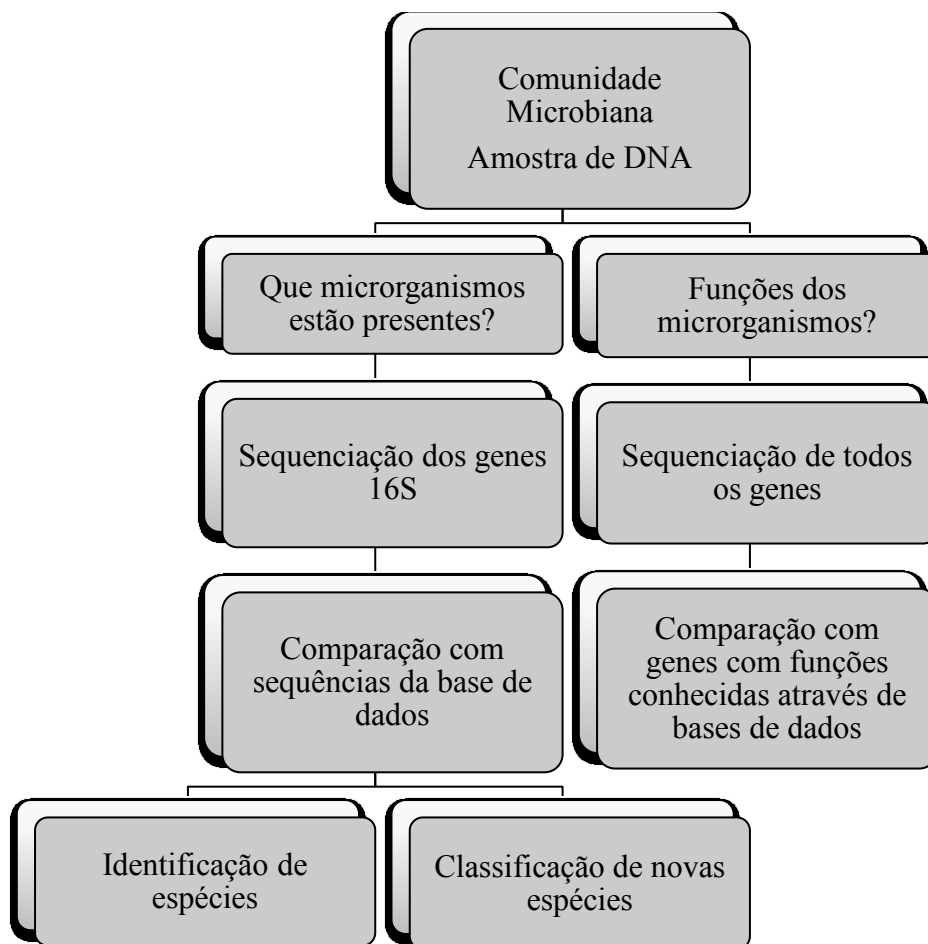 Comunidade
Microbiana
Amostra de DNA
Que microrganismos
estão presentes?
Funções dos
microrganismos?
Sequenciação dos genes
16S
Sequenciação de todos
os genes
Comparação com
sequências da base de
dados
Comparação com
genes com funções
conhecidas através de
bases de dados
Identificação de
espécies
Classificação de novas
espécies